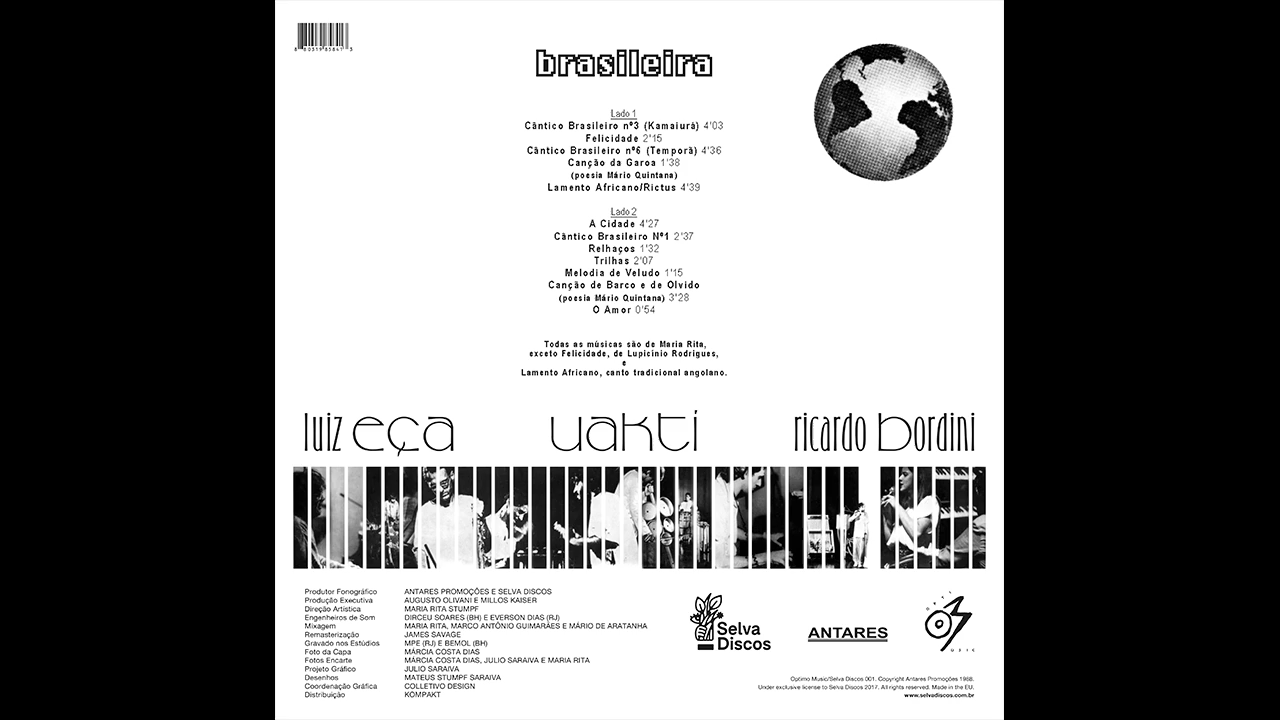 brasileira
Lado 1
Cântico Brasileiro nº3 (Kamaiurá) 4'03
Felicidade 2'15
Cântico Brasileiro nº6 (Temporã) 4'36
Canção da Garoa 1'38
(poesia Mário Quintana)
Lamento Africano/Rictus 4'39
Lado 2
A Cidade 4'27
Cântico Brasileiro Nº1 2'37
Relhaços 1'32
Trilhas 2'07
Melodia de Veludo 1'15
Canção de Barco e de Olvido
(poesia Mário Quintana) 3'28
O Amor 0'54
Todas as músicas são de Maria Rita,
exceto Felicidade, de Lupicinio Rodrigues,
e
Lamento Africano, canto tradicional angolano.
luiz eça uakti ricardo bordini
Produtor Fonográfico ANTARES PROMOÇÕES E SELVA DISCOS
Produção Executiva AUGUSTO OLIVANI E MILLOS KAISER
Direção Artística MARIA RITA STUMPF
Engenheiros de Som DIRCEU SOARES (BH) E EVERSON DIAS (RJ)
Mixagem MARIA RITA, MARCO ANTÔNIO GUIMARÃES E MÁRIO DE ARATANHA
Remasterização JAMES SAVAGE
Gravado nos Estúdios MPE (RJ) E BEMOL (BH)
Foto da Capa MÁRCIA COSTA DIAS
Fotos Encarte MÁRCIA COSTA DIAS, JULIO SARAIVA E MARIA RITA
Projeto Gráfico JULIO SARAIVA
Desenhos MATEUS STUMPF SARAIVA
Coordenação Gráfica COLLETIVO DESIGN
Distribuição KOMPAKT
Selva
Discos
ANTARES
Optimo Music/Selva Discos 001. Copyright Antares Promoções 1988.
Under exclusive license to Selva Discos 2017. All rights reserved. Made in the EU.
www.selvadiscos.com.br